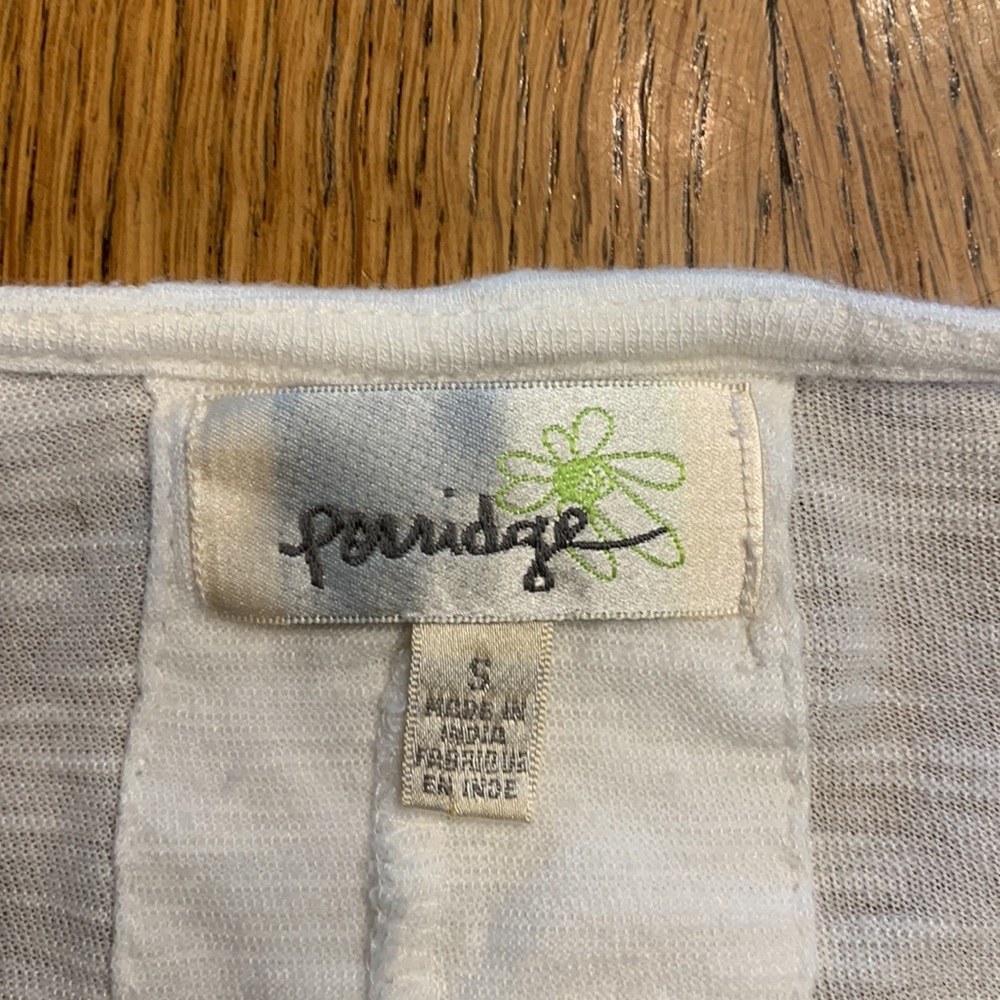 porridge
S
MADE IN
INDIA
FABRIQUE
EN INDE